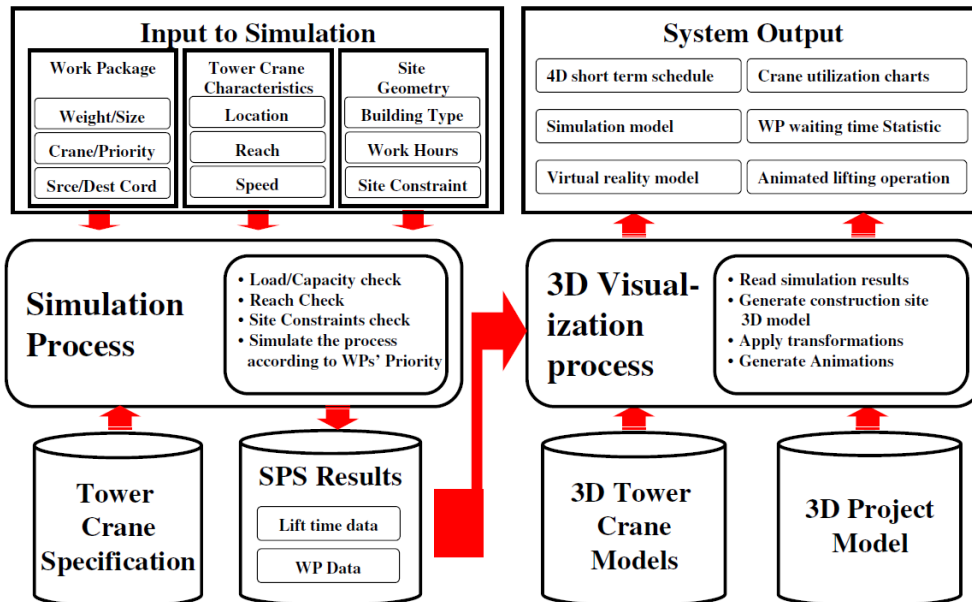 Input to Simulation
Work Package
Weight/Size
Crane/Priority
Srce/Dest Cord
Tower Crane
Characteristics
Location
Reach
Speed
Site
Geometry
Building Type
Work Hours
Site Constraint
System Output
4D short term schedule
Crane utilization charts
Simulation model
WP waiting time Statistic
Virtual reality model
Animated lifting operation
Simulation
Process
• Load/Capacity check
• Reach Check
• Site Constraints check
• Simulate the process
according to WPs’ Priority
3D Visual-
ization
process
• Read simulation results
• Generate construction site
3D model
• Apply transformations
• Generate Animations
Tower
Crane
Specification
SPS Results
Lift time data
WP Data
3D Tower
Crane
Models
3D Project
Model